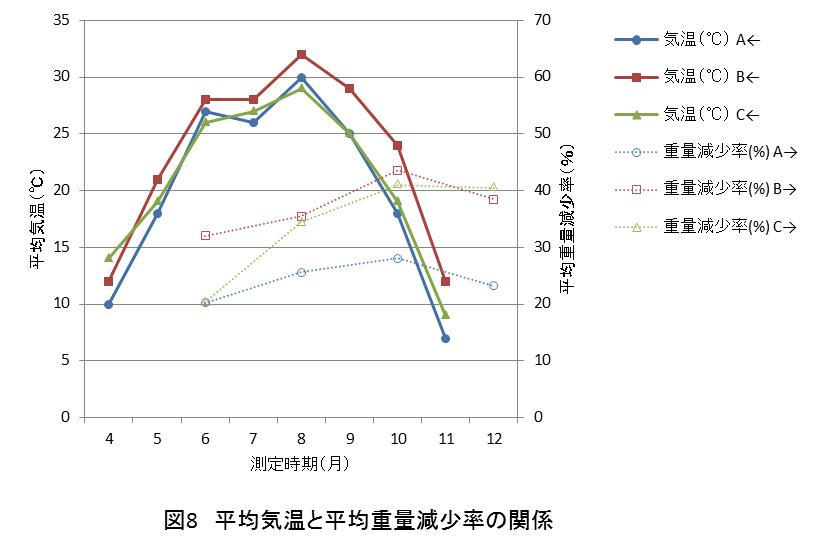 35
30
25
20
15
10
5
0
平均気温(℃)
70
60
50
40
30
20
10
0
平均重量減少率(%)
4 5 6 7 8 9 10 11 12
測定時期(月)
気温(℃) A←
気温(℃) B←
気温(℃) C←
重量減少率(%) A→
重量減少率(%) B→
重量減少率(%) C→
図8 平均気温と平均重量減少率の関係